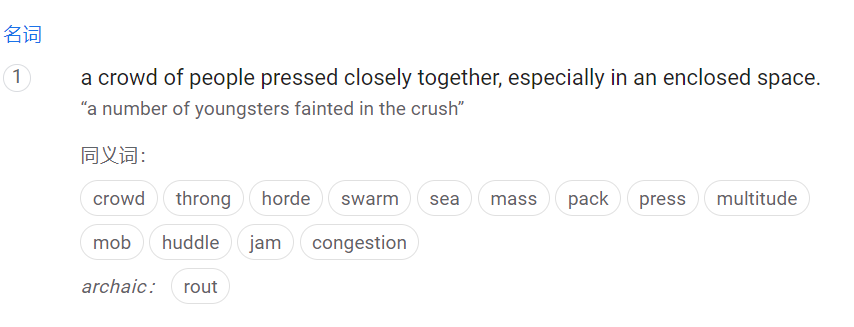 名词
1 a crowd of people pressed closely together, especially in an enclosed space.
“a number of youngsters fainted in the crush”
同义词：
crowd throng horde swarm sea mass pack press multitude
mob huddle jam congestion
archaic： rout